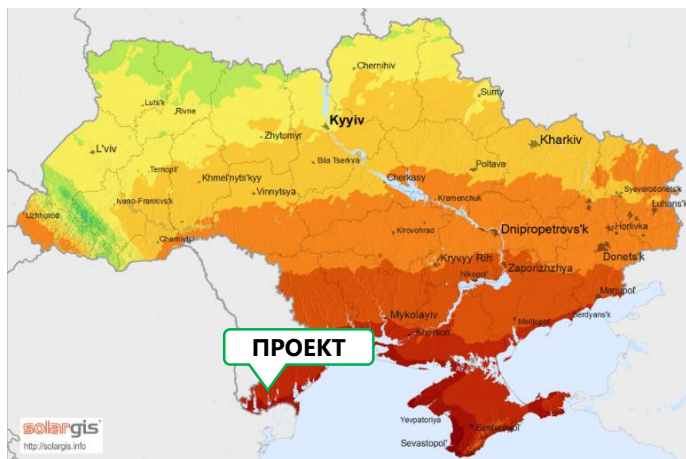 Chernihiv
Sumy
Luts'k
Rivne
Kyyiv
Zhytomyr
L'viv
Kharkiv
Ternopil'
Khmel'nyts'kyy
Bila Tserkva
Poltava
Vinnytsya
Cherkasy
Kremenchuk
Syeverodonets'k
Ivano-Frankivs'k
Uzhhorod
Luhans'k
Chernivtsi
Kirovohrad
Dnipropetrovs'k
Horlivka
Donets'k
Kryvyy Rih
Zaporizhzhya
Nikopol'
Mariupol'
Mykolayiv
Melitopol'
Berdyans'k
Kherson
ПРОЕКТ
Yevpatoriya
Simferopol'
Sevastopol'
solargis
http://solargis.info